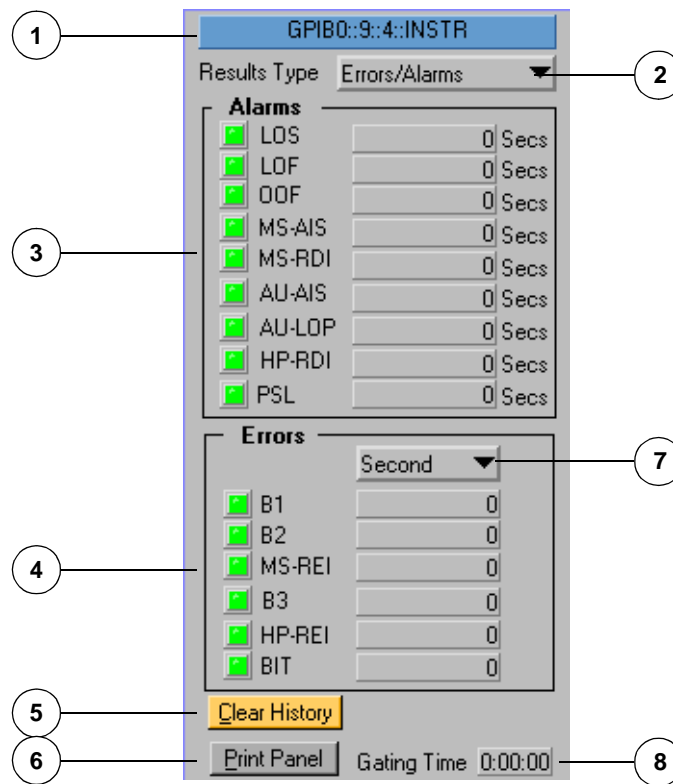 1 GPIB0::9::4::INSTR
Results Type Errors/Alarms 2
Alarms
LOS 0 Secs
LOF 0 Secs
OOF 0 Secs
MS-AIS 0 Secs
3 MS-RDI 0 Secs
AU-AIS 0 Secs
AU-LOP 0 Secs
HP-RDI 0 Secs
PSL 0 Secs
Errors
Second 7
B1 0
B2 0
4 MS-REI 0
B3 0
HP-REI 0
BIT 0
5 Clear History
6 Print Panel Gating Time 0:00:00 8